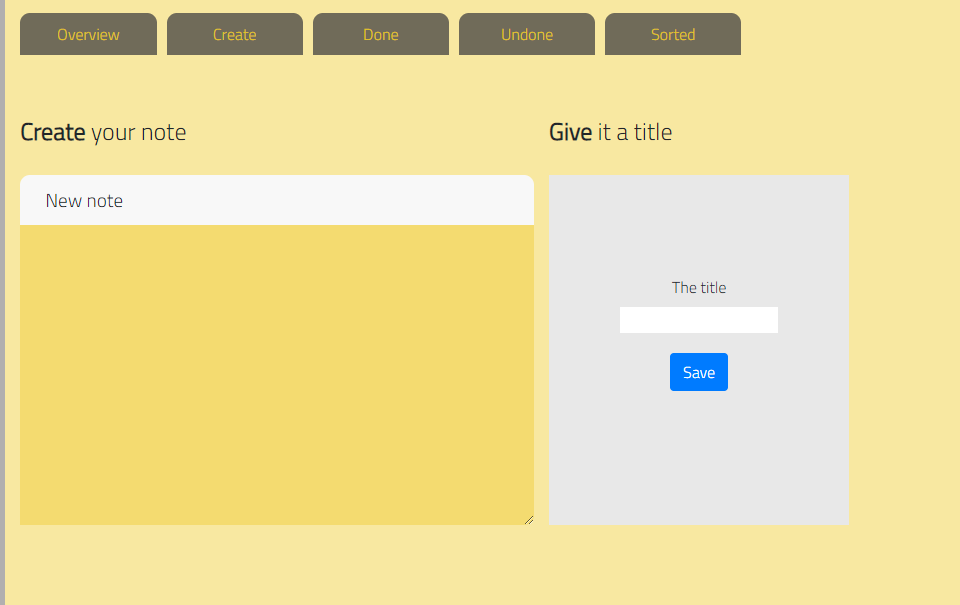 Overview Create Done Undone Sorted
Create your note
Give it a title
New note
The title
Save